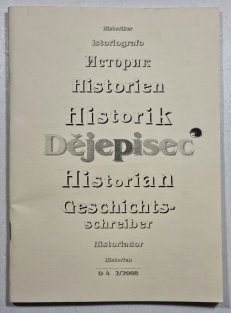 Historiker
Istoriografo
Историк
Historien
Historik
Dějepisec
Historian
Geschichts-
schreiber
Historiador
Historien
D 4 2/2008